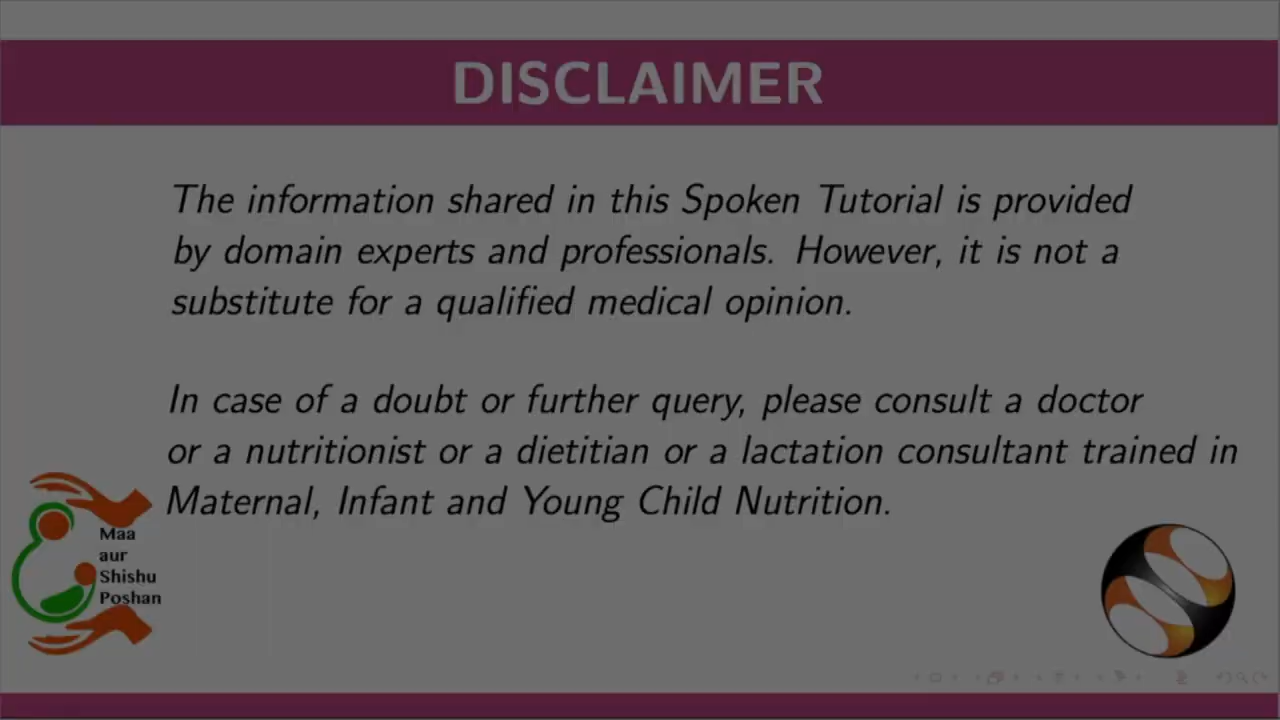 DISCLAIMER
The information shared in this Spoken Tutorial is provided
by domain experts and professionals. However, it is not a
substitute for a qualified medical opinion.
In case of a doubt or further query, please consult a doctor
or a nutritionist or a dietitian or a lactation consultant trained in
Maternal, Infant and Young Child Nutrition.
Maa
aur
Shishu
Poshan